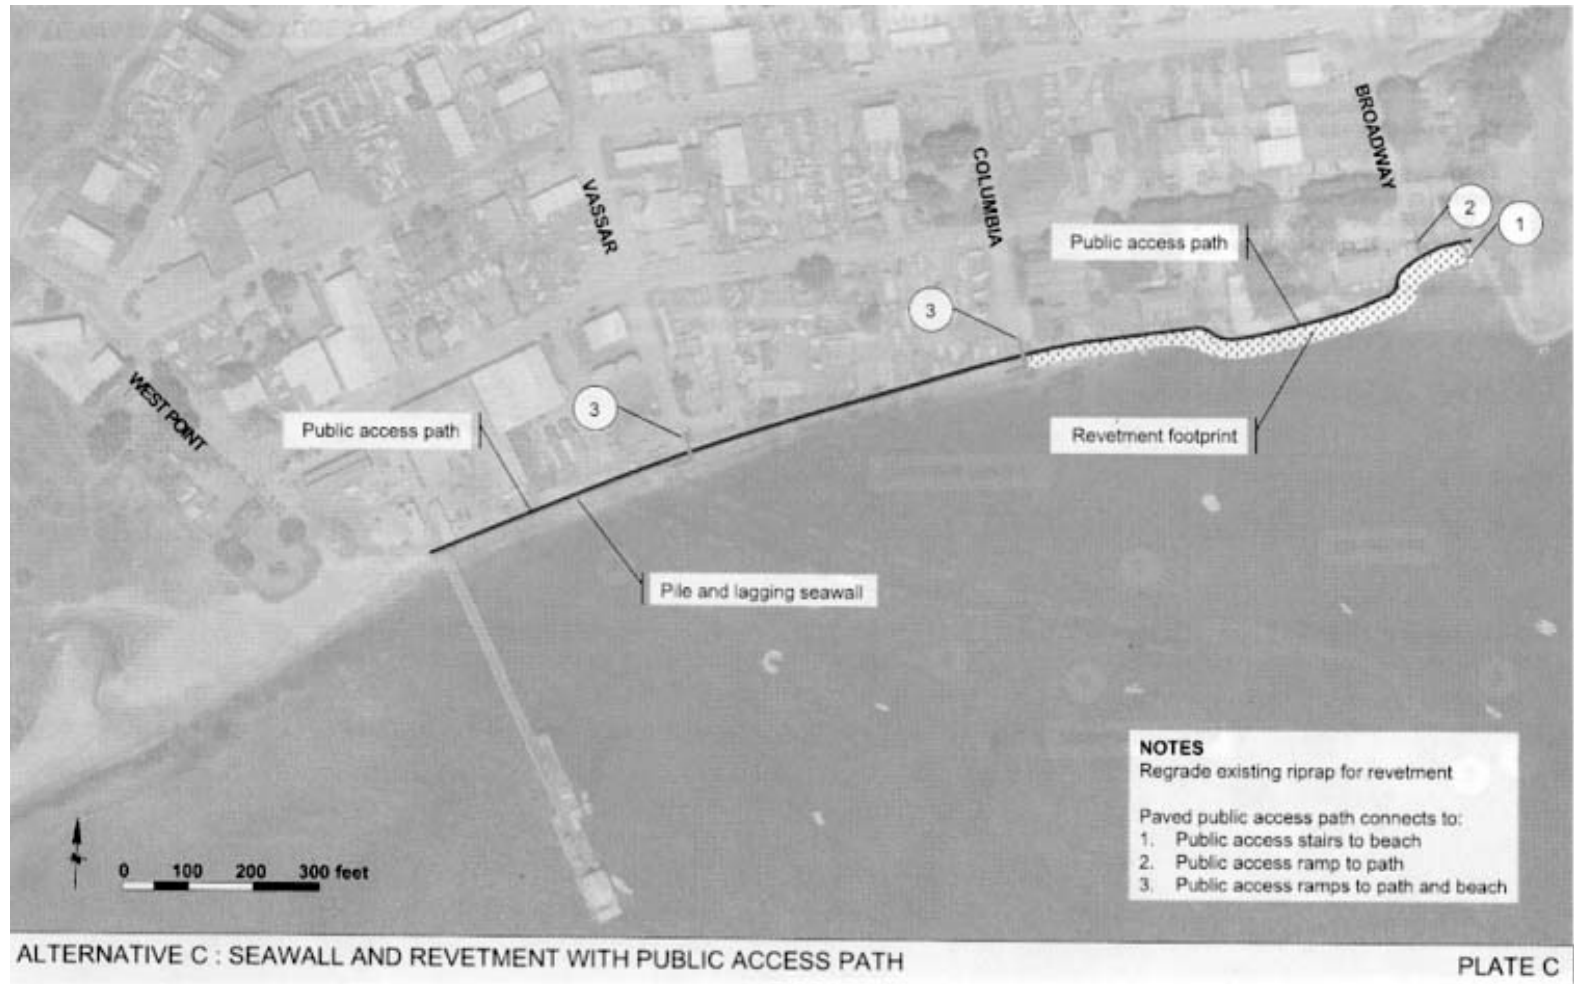 BROADWAY
COLUMBIA
VASSAR
2
1
Public access path
3
WEST POINT
3
Public access path
Revetment footprint
Pile and lagging seawall
NOTES
Regrade existing riprap for revetment
Paved public access path connects to:
1. Public access stairs to beach
2. Public access ramp to path
3. Public access ramps to path and beach
N
0 100 200 300 feet
ALTERNATIVE C : SEAWALL AND REVETMENT WITH PUBLIC ACCESS PATH
PLATE C